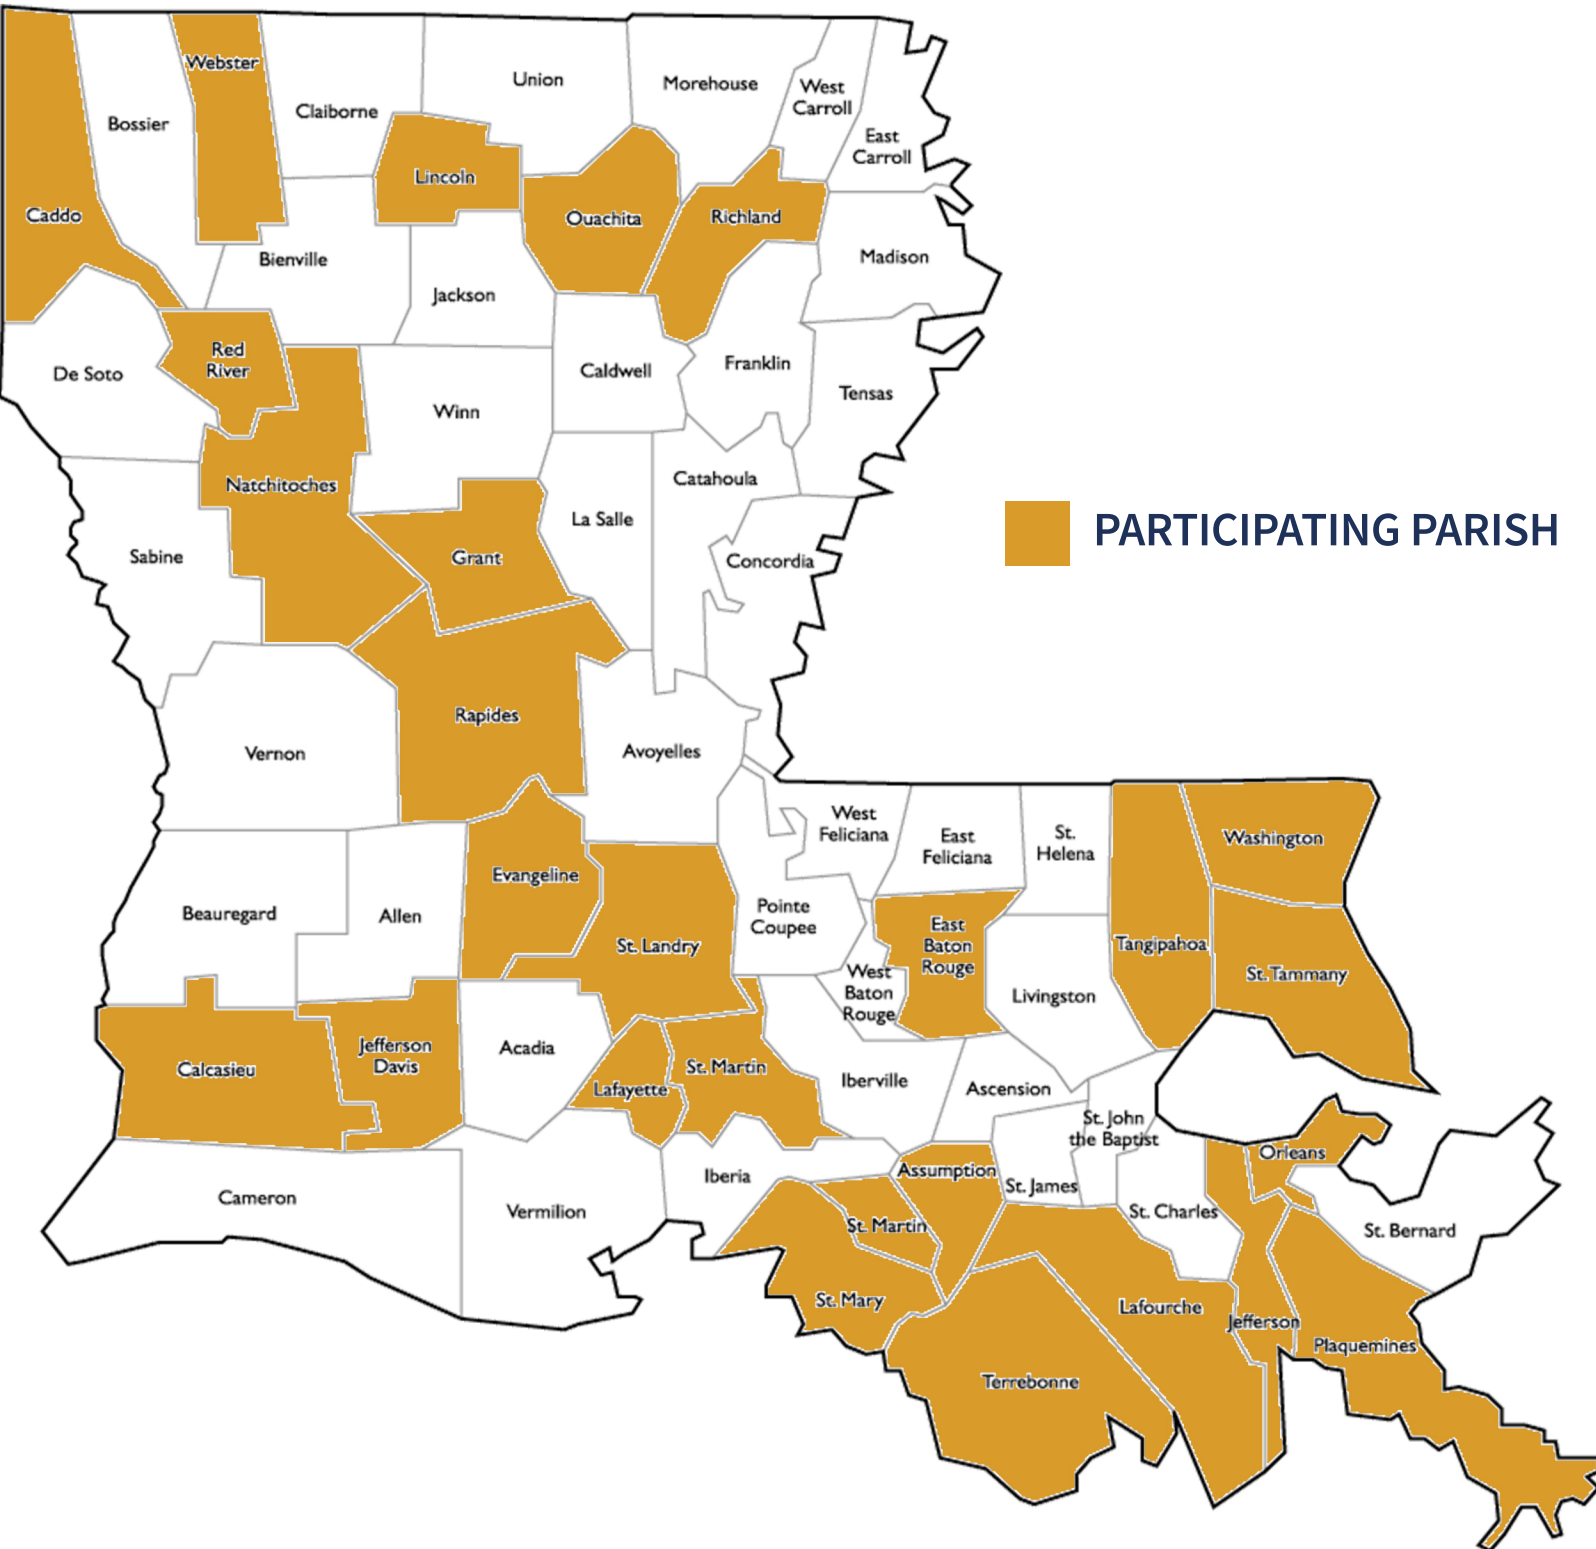 Webster
Union
Morehouse
West
Carroll
Claiborne
Bossier
East
Carroll
Lincoln
Caddo
Ouachita
Richland
Bienville
Madison
Jackson
Red
River
De Soto
Caldwell
Franklin
Tensas
Winn
Natchitoches
Catahoula
La Salle
PARTICIPATING PARISH
Sabine
Grant
Concordia
Rapides
Vernon
Avoyelles
West
Feliciana
East
Feliciana
St.
Helena
Washington
Evangeline
Beauregard
Allen
Pointe
Coupee
St. Landry
East
Baton
Rouge
Tangipahoa
St. Tammany
West
Baton
Rouge
Livingston
Calcasieu
Jefferson
Davis
Acadia
Lafayette
St. Martin
Iberville
Ascension
St. John
the Baptist
Orleans
Cameron
Vermilion
Iberia
Assumption
St. James
St. Martin
St. Charles
St. Bernard
St. Mary
Lafourche
Jefferson
Plaquemines
Terrebonne